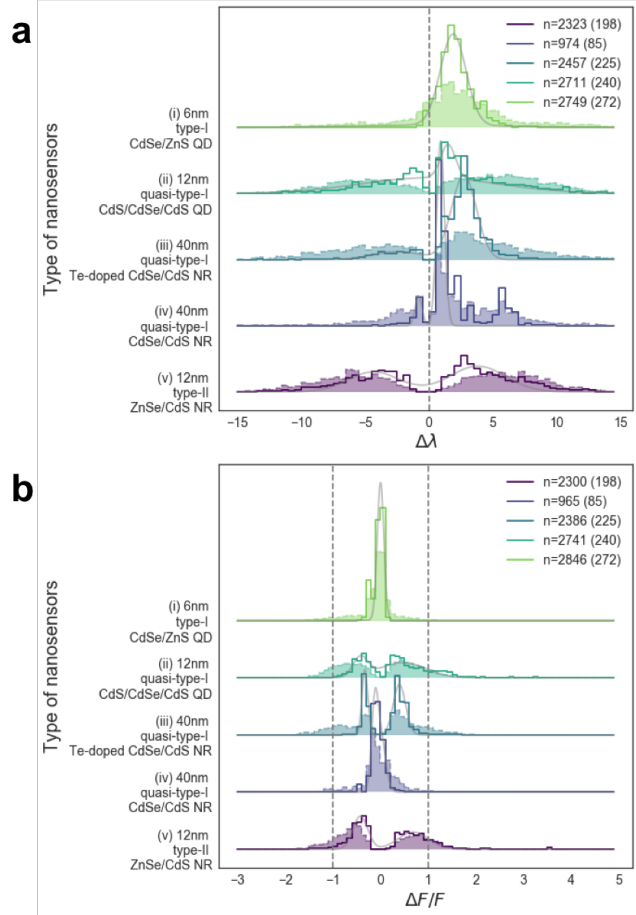 a
n=2323 (198)
n=974 (85)
n=2457 (225)
n=2711 (240)
n=2749 (272)
Type of nanosensors
(i) 6nm
type-I
CdSe/ZnS QD
(ii) 12nm
quasi-type-I
CdS/CdSe/CdS QD
(iii) 40nm
quasi-type-I
Te-doped CdSe/CdS NR
(iv) 40nm
quasi-type-I
CdSe/CdS NR
(v) 12nm
type-II
ZnSe/CdS NR
−15 −10 −5 0 5 10 15
Δλ
b
n=2300 (198)
n=965 (85)
n=2386 (225)
n=2741 (240)
n=2846 (272)
Type of nanosensors
(i) 6nm
type-I
CdSe/ZnS QD
(ii) 12nm
quasi-type-I
CdS/CdSe/CdS QD
(iii) 40nm
quasi-type-I
Te-doped CdSe/CdS NR
(iv) 40nm
quasi-type-I
CdSe/CdS NR
(v) 12nm
type-II
ZnSe/CdS NR
−3 −2 −1 0 1 2 3 4 5
ΔF/F